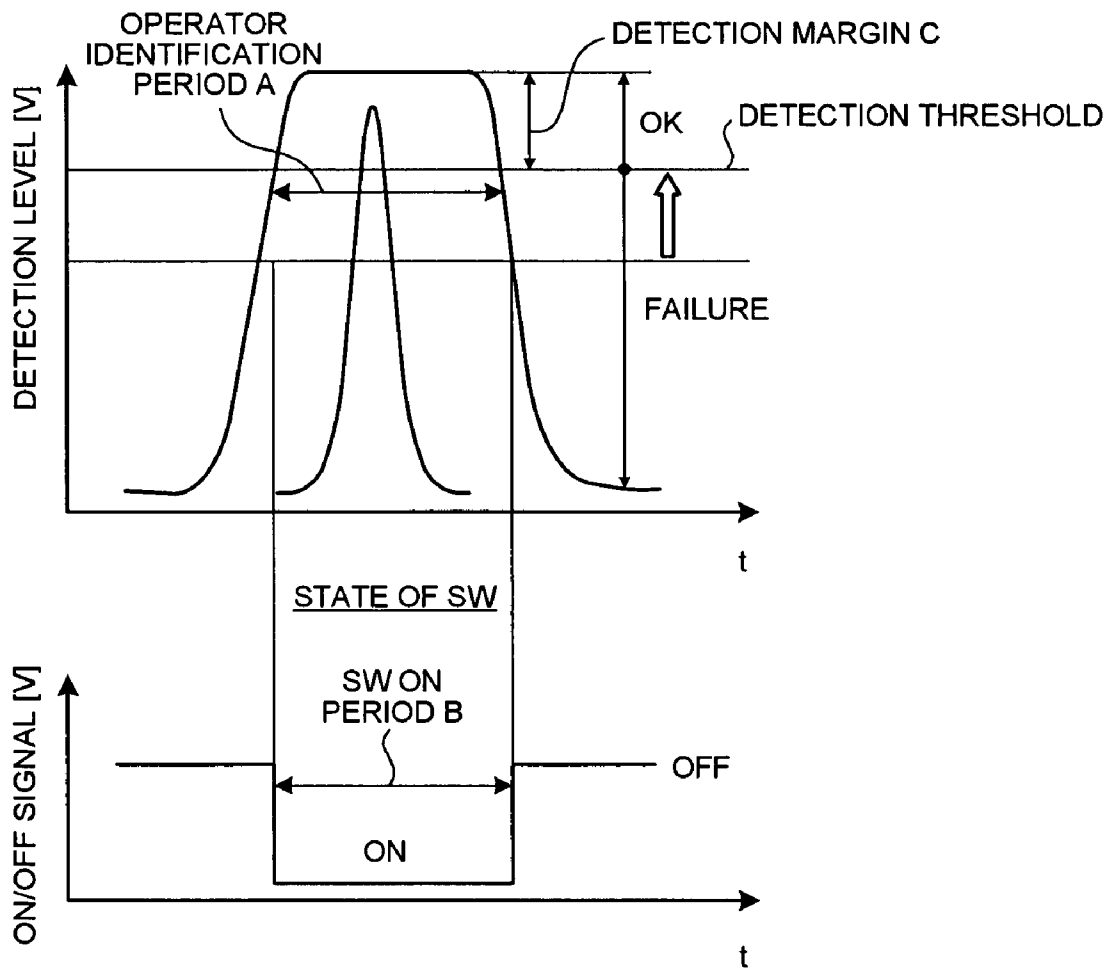 OPERATOR
IDENTIFICATION
PERIOD A
DETECTION MARGIN C
OK
DETECTION THRESHOLD
DETECTION LEVEL [V]
FAILURE
t
STATE OF SW
SW ON
PERIOD B
ON/OFF SIGNAL [V]
OFF
ON
t